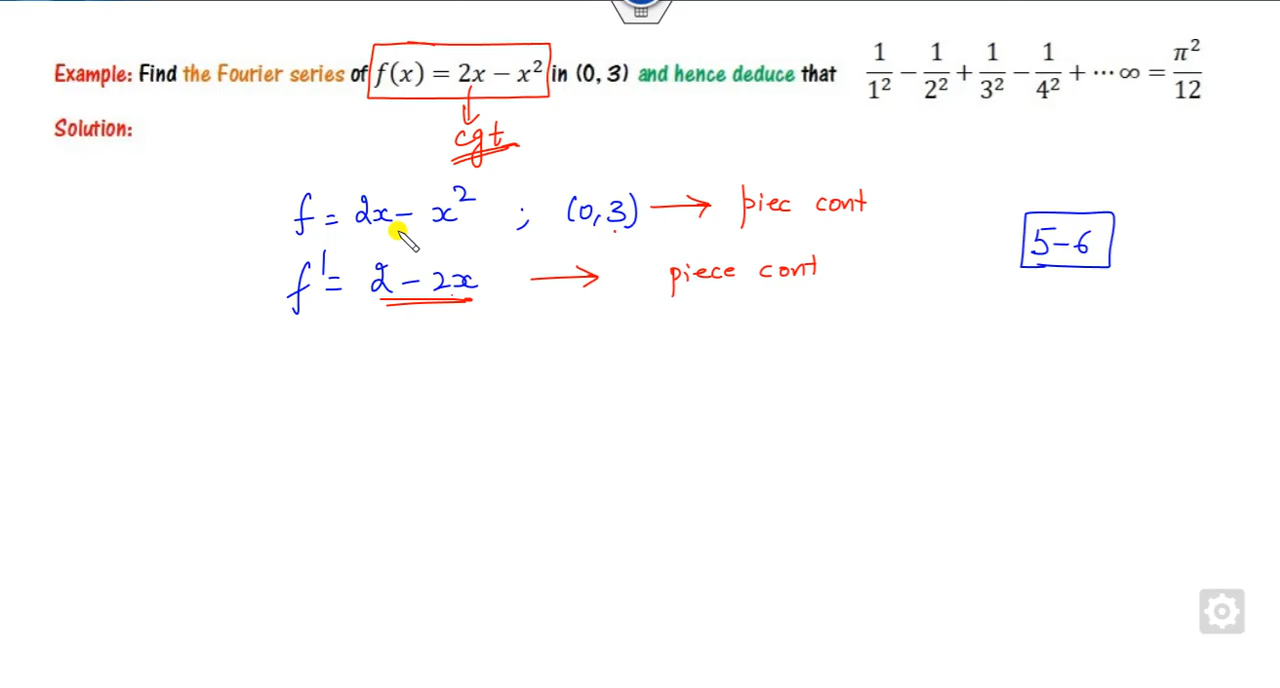 Example: Find the Fourier series of f(x) = 2x − x² in (0, 3) and hence deduce that 1/1² − 1/2² + 1/3² − 1/4² + ⋯ ∞ = π²/12
Solution:
cgt
f = 2x − x² ; (0, 3) → piec cont
f' = 2 − 2x → piece cont
5−6